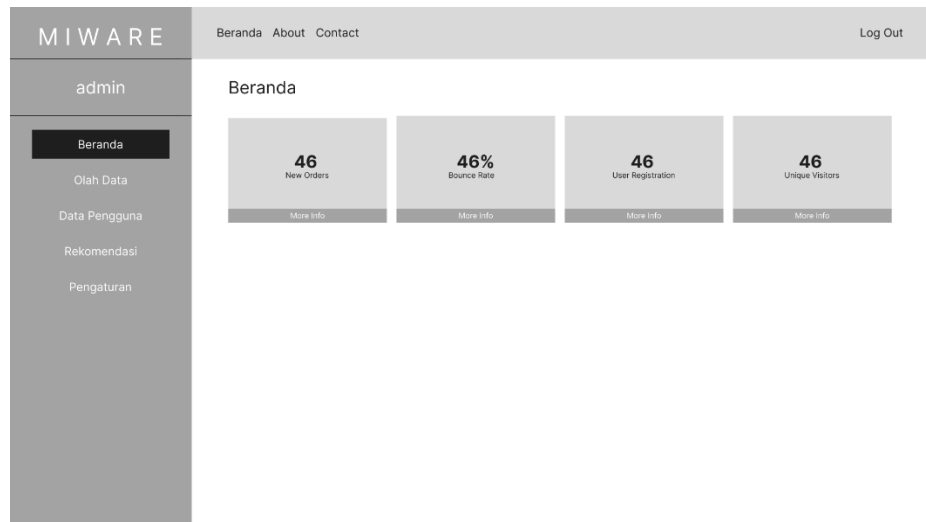 MIWARE
Beranda About Contact
Log Out
admin
Beranda
Olah Data
Data Pengguna
Rekomendasi
Pengaturan
Beranda
46
New Orders
More Info
46%
Bounce Rate
More Info
46
User Registration
More Info
46
Unique Visitors
More Info